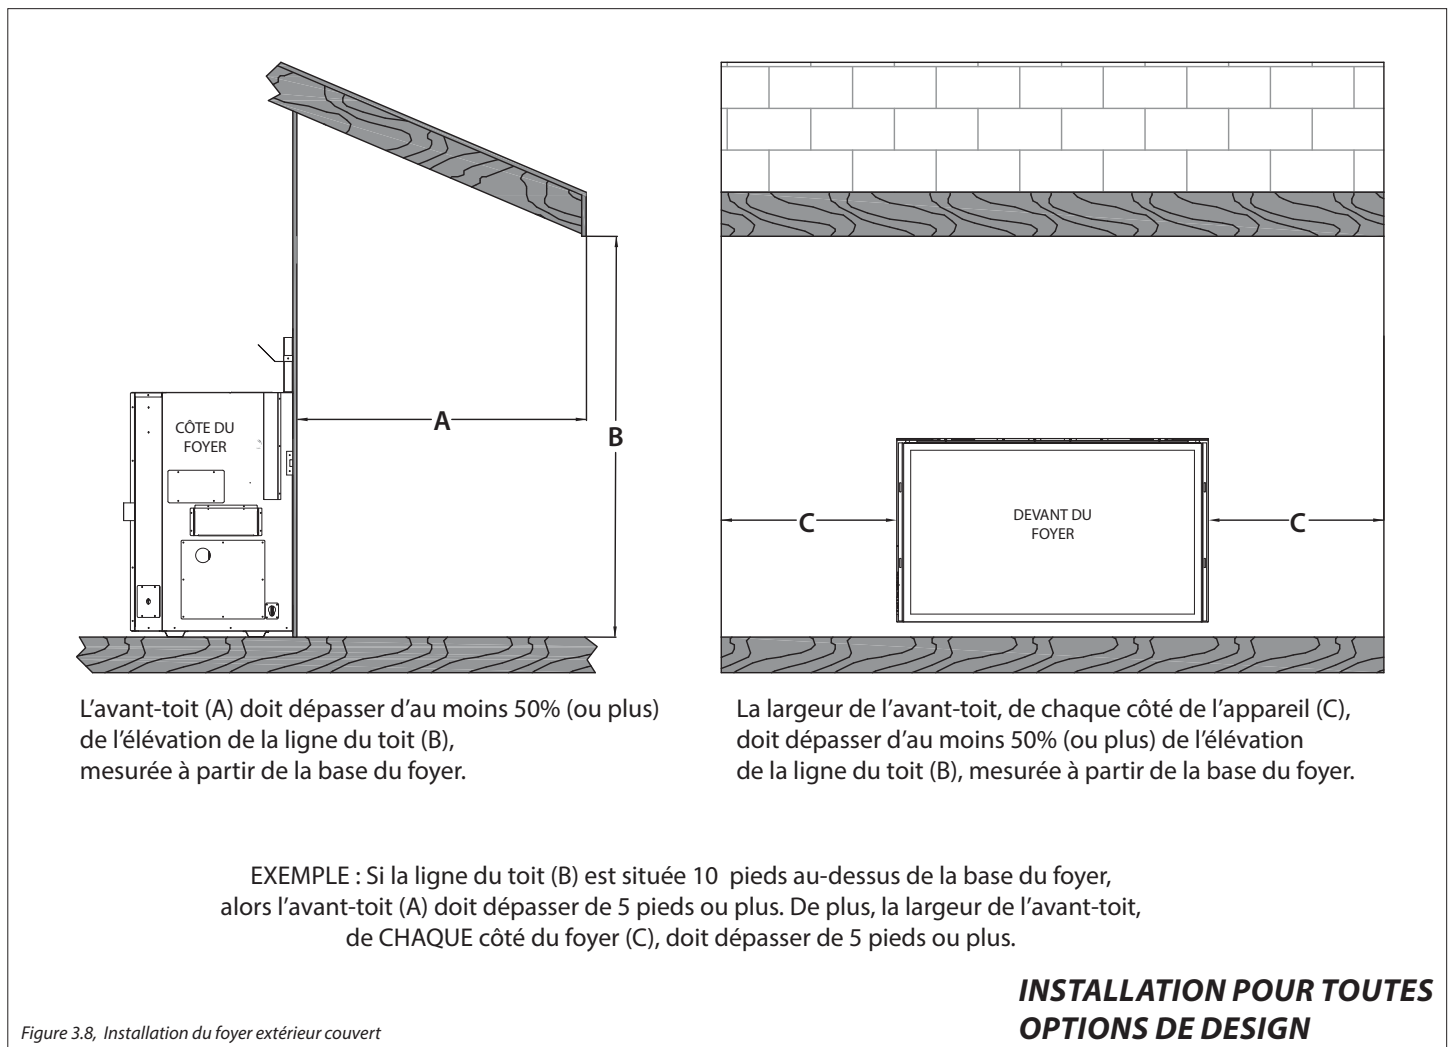 CÔTE DU
FOYER
A
B
DEVANT DU
FOYER
C
C
L'avant-toit (A) doit dépasser d'au moins 50% (ou plus)
de l'élévation de la ligne du toit (B),
mesurée à partir de la base du foyer.
La largeur de l'avant-toit, de chaque côté de l'appareil (C),
doit dépasser d'au moins 50% (ou plus) de l'élévation
de la ligne du toit (B), mesurée à partir de la base du foyer.
EXEMPLE : Si la ligne du toit (B) est située 10  pieds au-dessus de la base du foyer,
alors l'avant-toit (A) doit dépasser de 5 pieds ou plus. De plus, la largeur de l'avant-toit,
de CHAQUE côté du foyer (C), doit dépasser de 5 pieds ou plus.
INSTALLATION POUR TOUTES
OPTIONS DE DESIGN
Figure 3.8,  Installation du foyer extérieur couvert